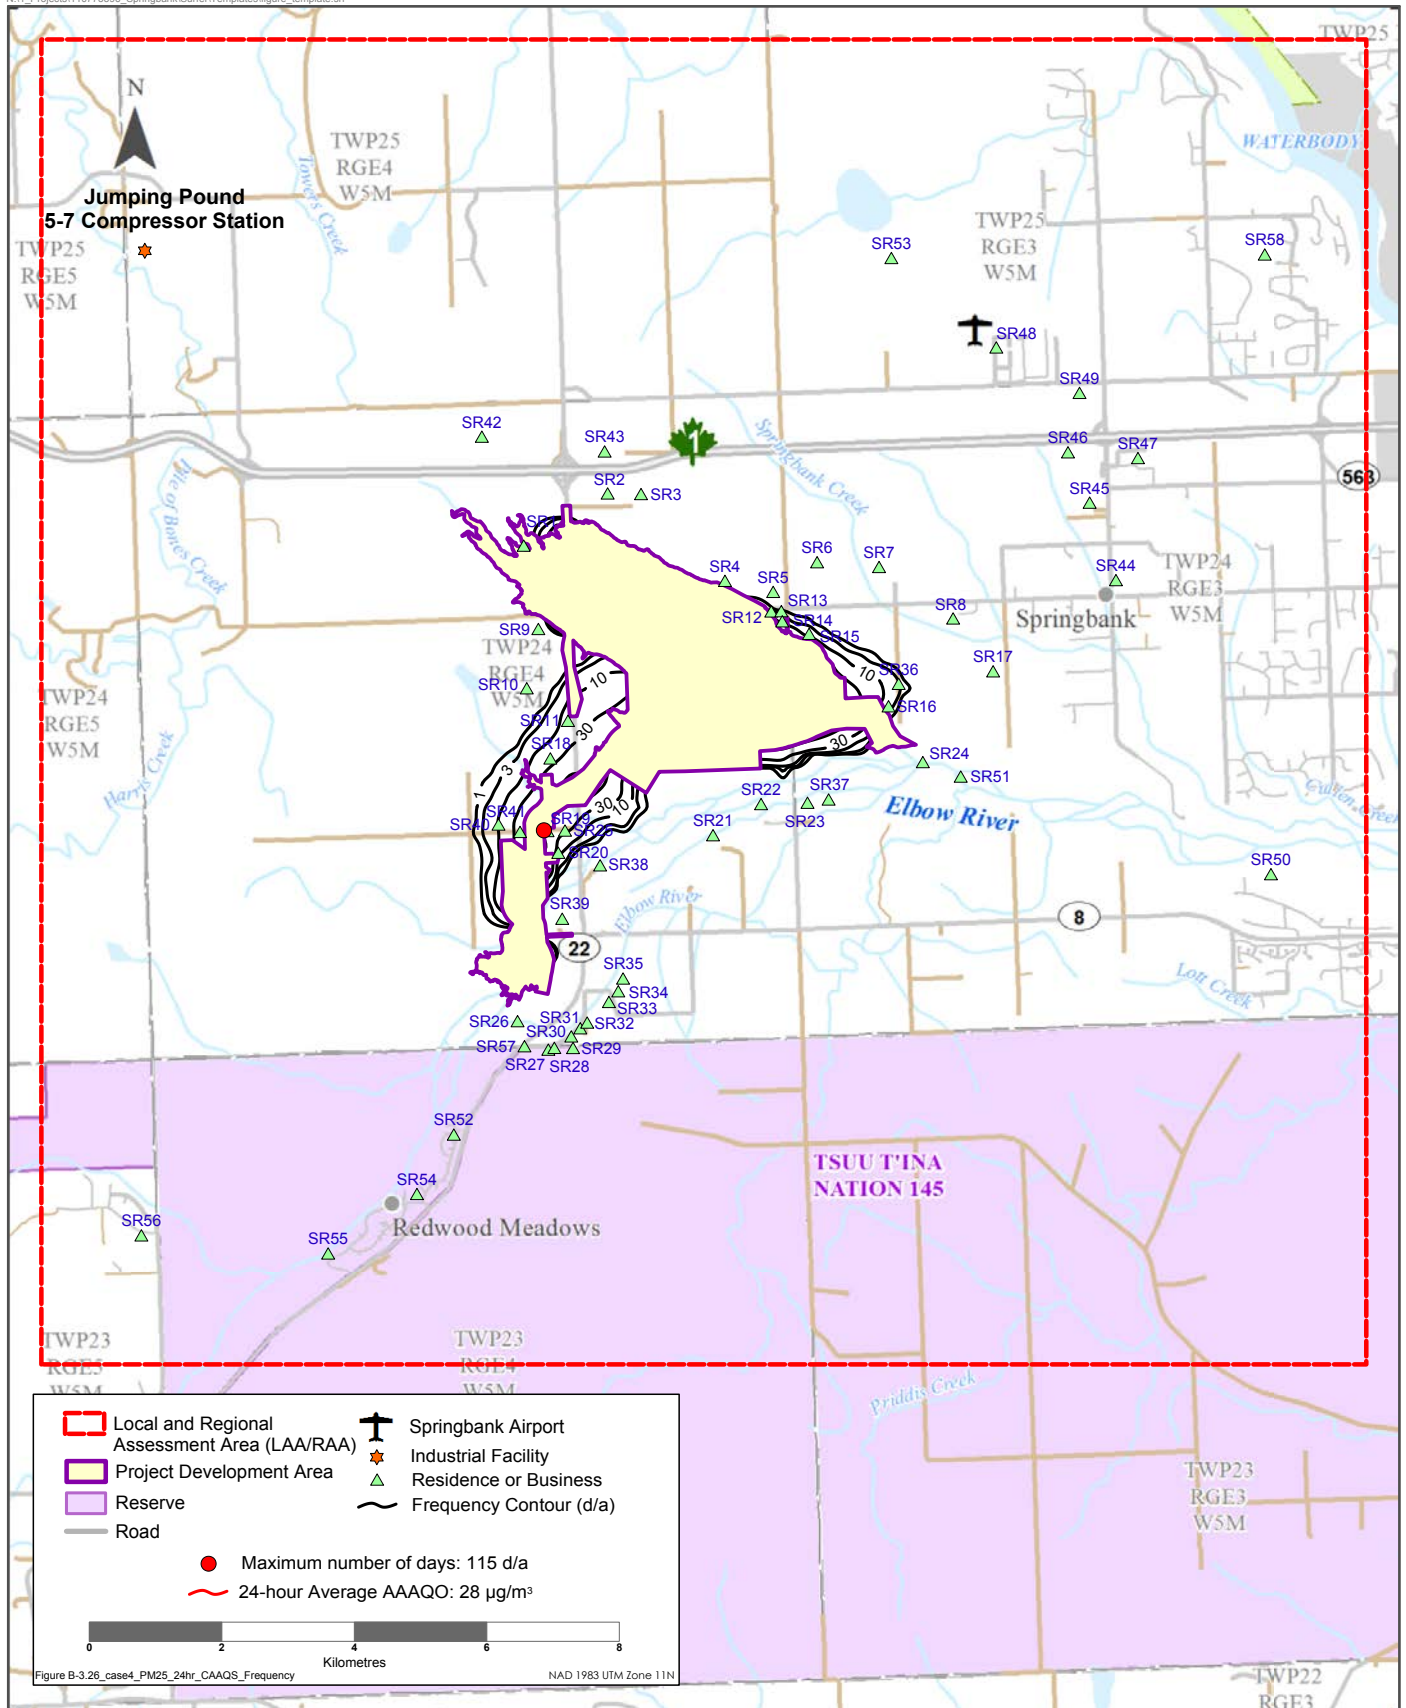 TWP25
N
TWP25
RGE4
W5M
Towers Creek
WATERBODY
Jumping Pound
5-7 Compressor Station
TWP25
RGE5
W5M
TWP25
RGE3
W5M
SR53
SR58
SR48
SR49
SR42
SR43
1
SR46
SR47
Springbank Creek
Pile of Bones Creek
563
SR2
SR3
SR45
SR1
SR6
SR7
SR4
SR5
SR44
TWP24
RGE3
W5M
SR12
SR13
SR14
SR15
SR8
Springbank
SR9
TWP24
RGE4
W5M
SR10
10
SR17
SR36
10
TWP24
RGE5
W5M
SR11
30
SR16
SR18
30
3
SR24
SR51
Harris Creek
1
SR22
SR37
SR23
Elbow River
Cullen Creek
30
10
SR41
SR40
SR19
SR25
SR21
SR20
SR38
SR50
Elbow River
SR39
8
22
Lott Creek
SR35
SR34
SR33
SR26
SR31
SR32
SR30
SR57
SR29
SR27
SR28
SR52
TSUU T'INA
NATION 145
SR54
Redwood Meadows
SR56
SR55
TWP23
RGE5
W5M
TWP23
RGE4
W5M
Priddis Creek
TWP23
RGE3
W5M
Local and Regional
Assessment Area (LAA/RAA)
Project Development Area
Reserve
Road
Springbank Airport
Industrial Facility
Residence or Business
Frequency Contour (d/a)
Maximum number of days: 115 d/a
24-hour Average AAAQO: 28 µg/m³
0 2 4 6 8
Kilometres
Figure B-3.26_case4_PM25_24hr_CAAQS_Frequency
NAD 1983 UTM Zone 11N
TWP22
RGE3